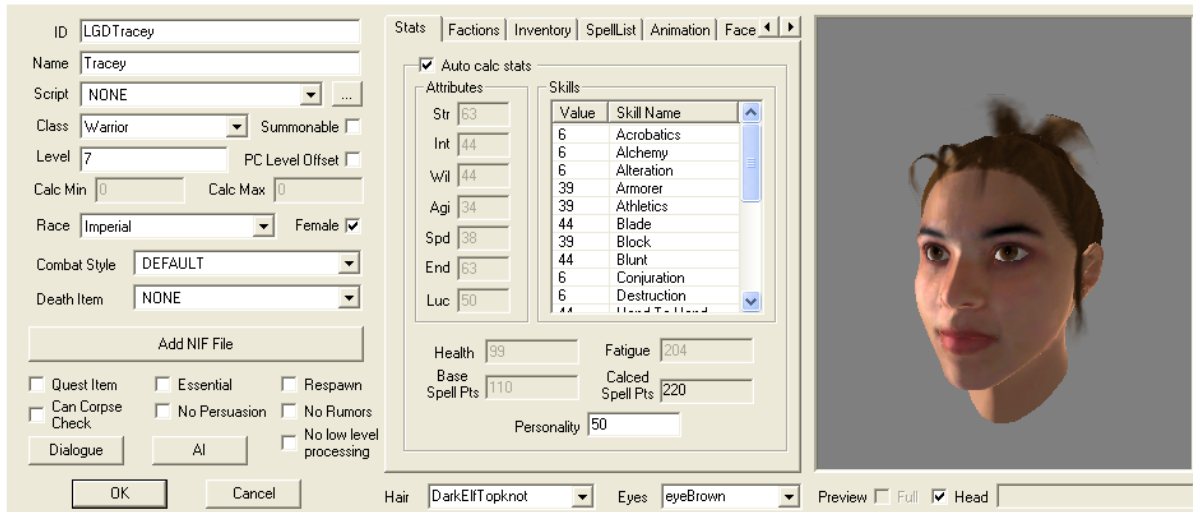 ID LGDTracey
Name Tracey
Script NONE ...
Class Warrior Summonable
Level 7 PC Level Offset
Calc Min 0 Calc Max 0
Race Imperial Female
Combat Style DEFAULT
Death Item NONE
Add NIF File
Quest Item Essential Respawn
Can Corpse Check No Persuasion No Rumors
No low level processing
Dialogue AI
OK Cancel
Stats Factions Inventory SpellList Animation Face
Auto calc stats
Attributes
Str 63
Int 44
Wil 44
Agi 34
Spd 38
End 63
Luc 50
Skills
Value Skill Name
6 Acrobatics
6 Alchemy
6 Alteration
39 Armorer
39 Athletics
44 Blade
39 Block
44 Blunt
6 Conjuration
6 Destruction
44 Hand To Hand
Health 99 Fatigue 204
Base Spell Pts 110 Calced Spell Pts 220
Personality 50
Hair DarkElfTopknot Eyes eyeBrown Preview Full Head